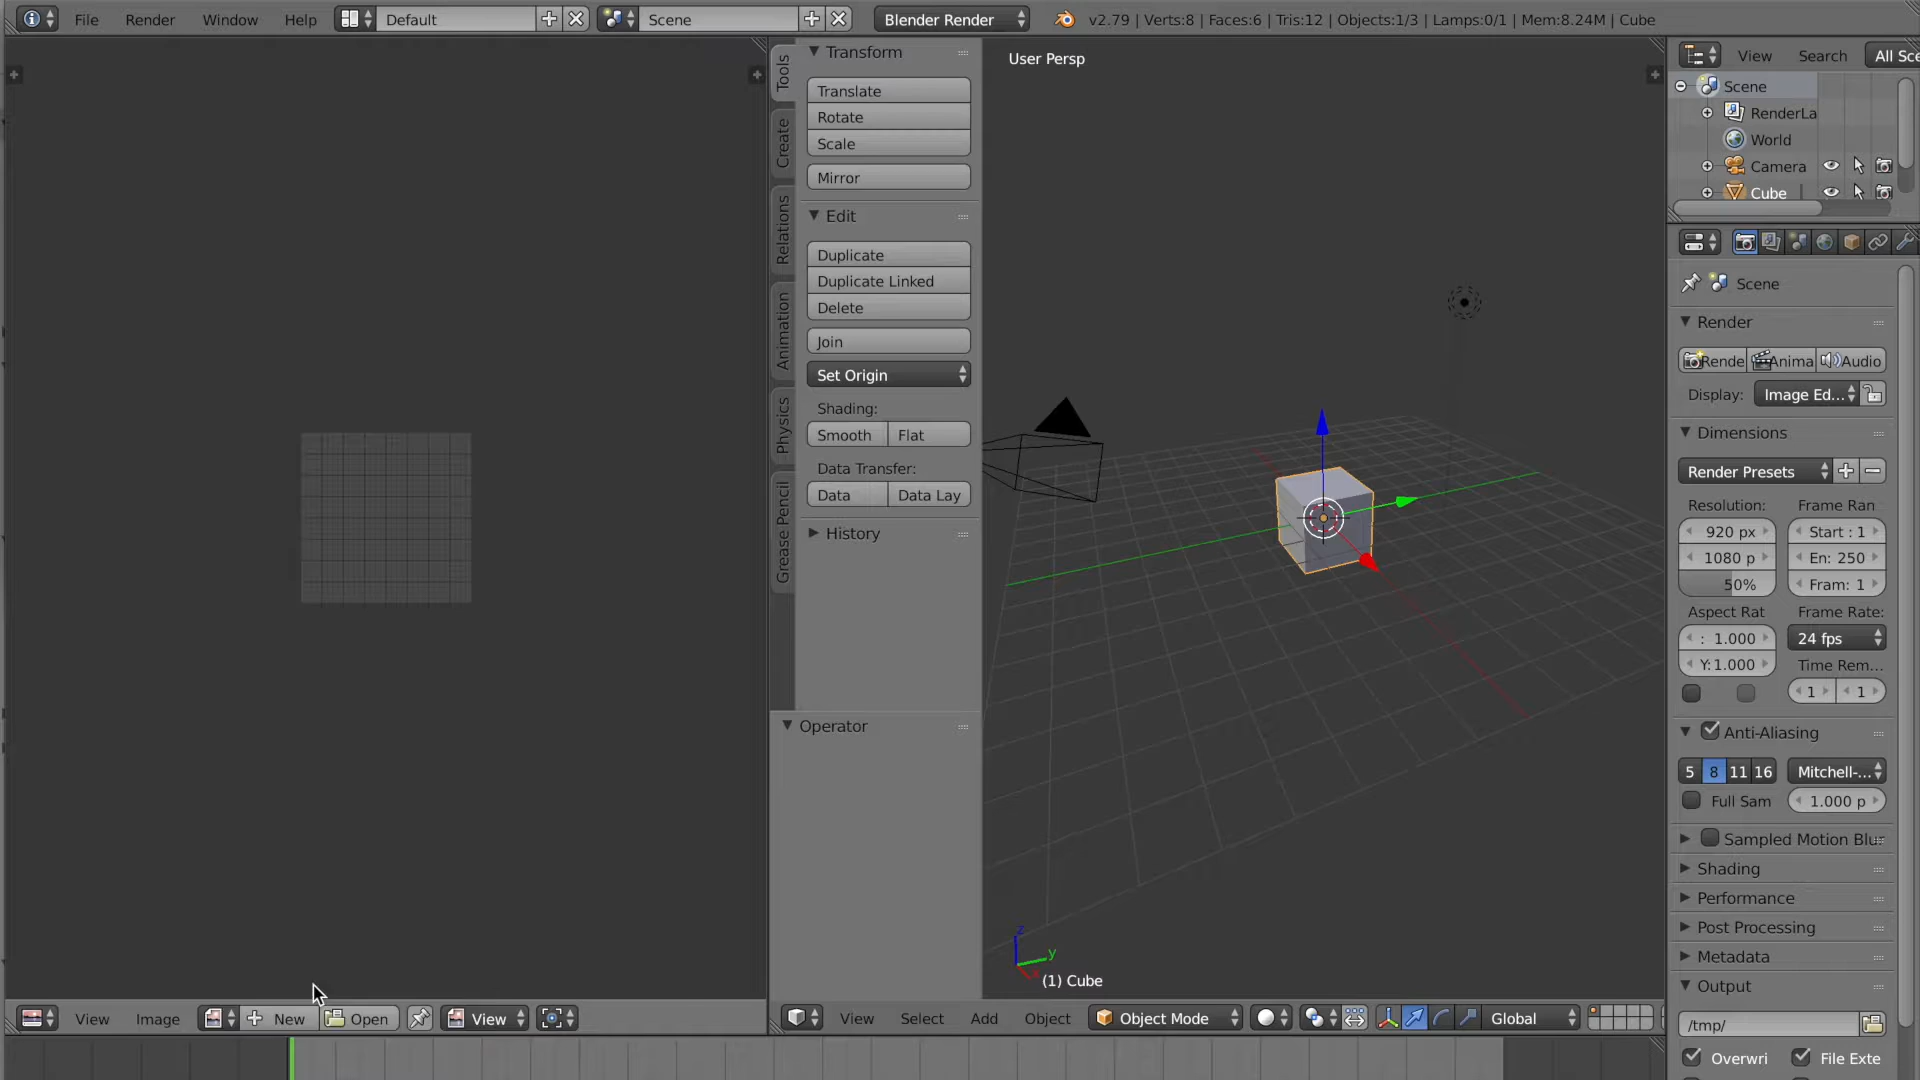 File Render Window Help Default Scene Blender Render v2.79 | Verts:8 | Faces:6 | Tris:12 | Objects:1/3 | Lamps:0/1 | Mem:8.24M | Cube
Tools
Create
Relations
Animation
Physics
Grease Pencil
Transform
Translate
Rotate
Scale
Mirror
Edit
Duplicate
Duplicate Linked
Delete
Join
Set Origin
Shading:
Smooth Flat
Data Transfer:
Data Data Lay
History
Operator
User Persp
z
y
x
(1) Cube
View Search All Sce
Scene
RenderLa
World
Camera
Cube |
Scene
Render
Rende Anima Audio
Display: Image Ed...
Dimensions
Render Presets
Resolution: Frame Ran
920 px Start : 1
1080 p En: 250
50% Fram: 1
Aspect Rat Frame Rate:
: 1.000 24 fps
Y:1.000 Time Rem...
1 1
Anti-Aliasing
5 8 11 16 Mitchell-...
Full Sam 1.000 p
Sampled Motion Blur
Shading
Performance
Post Processing
Metadata
Output
/tmp/
Overwri File Exte
View Image New Open View
View Select Add Object Object Mode Global